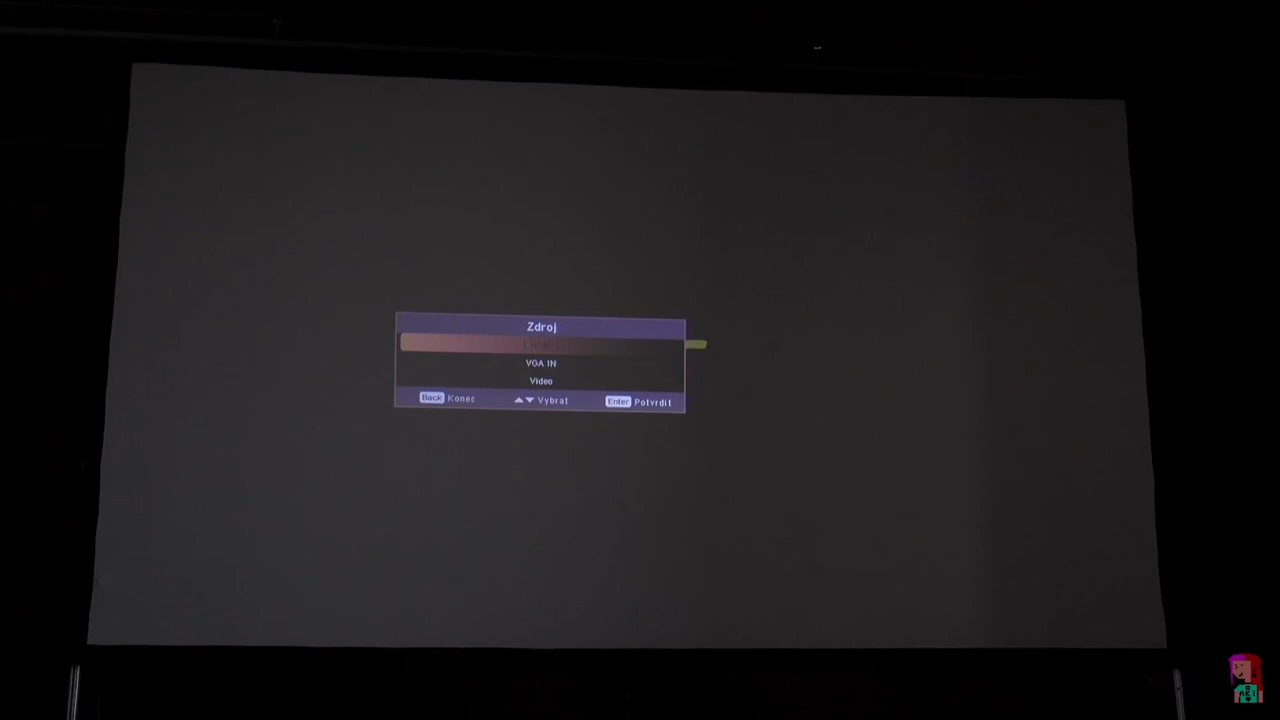 Zdroj
VGA IN
Video
Back Konec ▲▼ Vybrat Enter Potvrdit